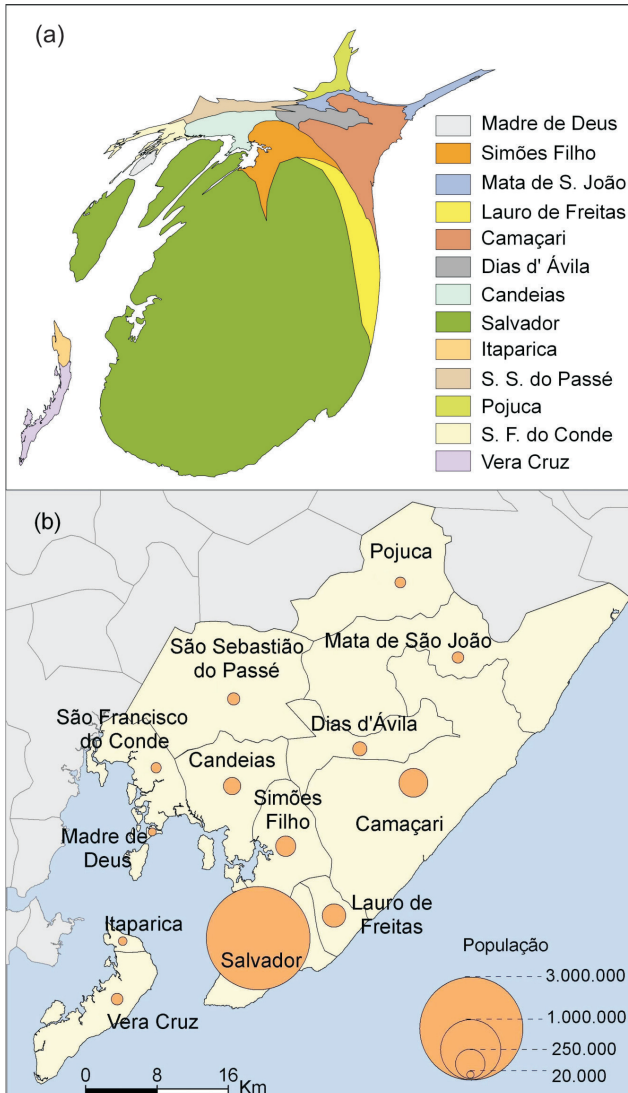 (a)
Madre de Deus
Simões Filho
Mata de S. João
Lauro de Freitas
Camaçari
Dias d' Ávila
Candeias
Salvador
Itaparica
S. S. do Passé
Pojuca
S. F. do Conde
Vera Cruz
(b)
Pojuca
Mata de São João
São Sebastião
do Passé
São Francisco
do Conde
Dias d'Ávila
Candeias
Simões
Filho
Camaçari
Madre de
Deus
Lauro de
Freitas
Itaparica
Salvador
Vera Cruz
População
3.000.000
1.000.000
250.000
20.000
0 8 16
Km